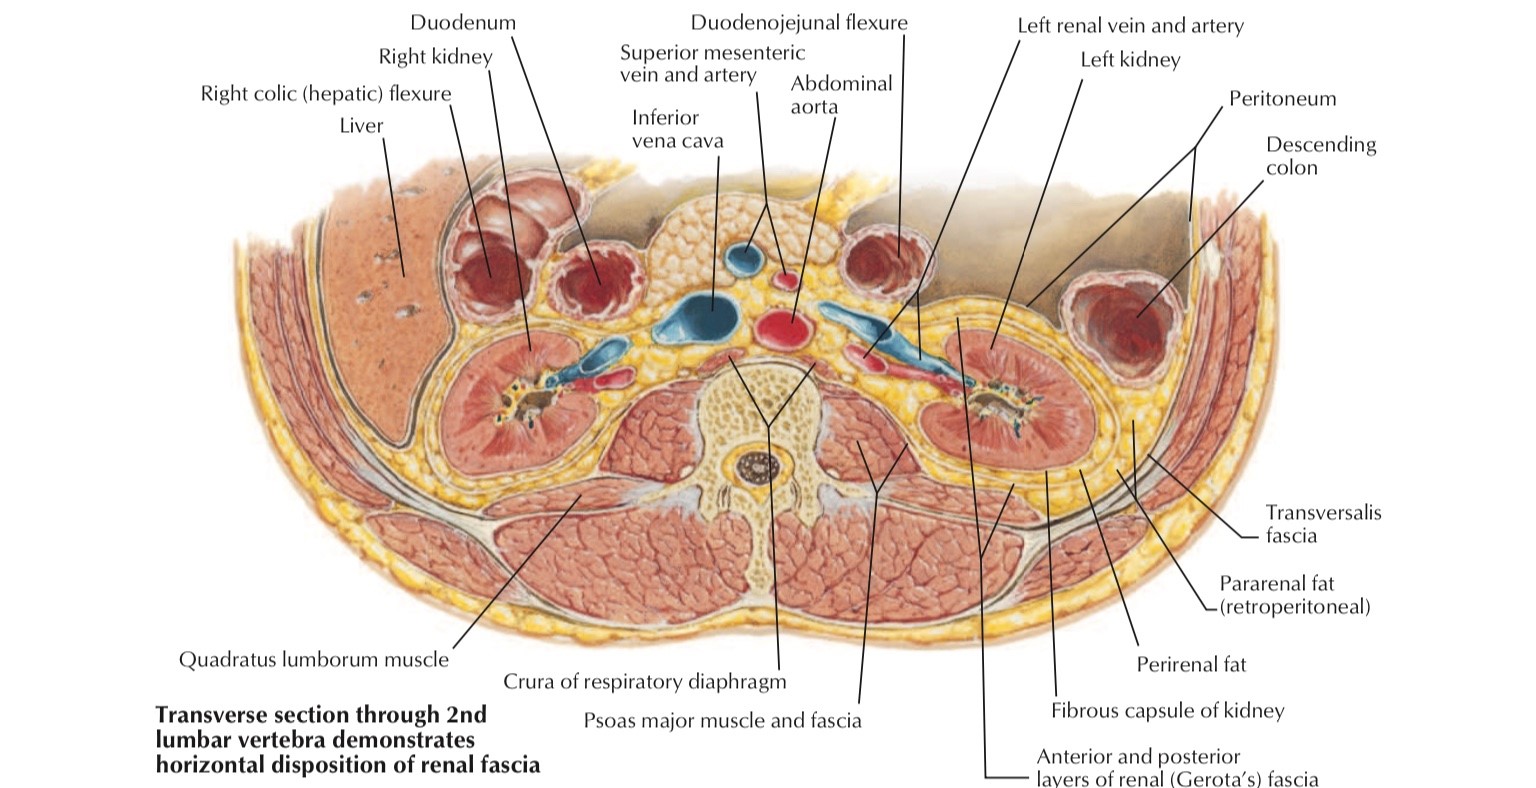 Duodenum
Right kidney
Right colic (hepatic) flexure
Liver
Duodenojejunal flexure
Superior mesenteric
vein and artery
Abdominal
aorta
Inferior
vena cava
Left renal vein and artery
Left kidney
Peritoneum
Descending
colon
Transversalis
fascia
Pararenal fat
(retroperitoneal)
Perirenal fat
Fibrous capsule of kidney
Anterior and posterior
layers of renal (Gerota's) fascia
Quadratus lumborum muscle
Crura of respiratory diaphragm
Psoas major muscle and fascia
Transverse section through 2nd
lumbar vertebra demonstrates
horizontal disposition of renal fascia